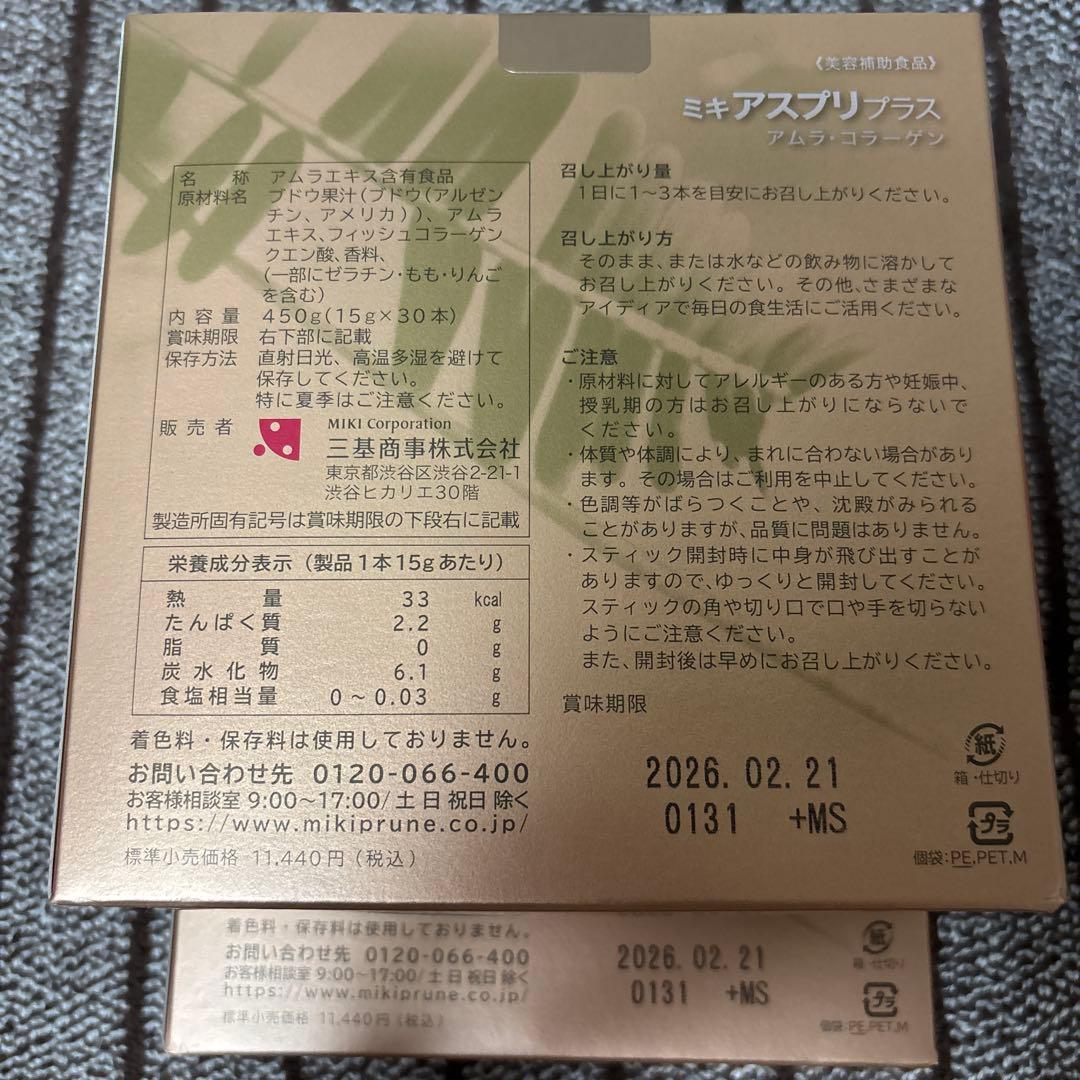 《美容補助食品》
ミキアスプリプラス
アムラ・コラーゲン
名称 アムラエキス含有食品
原材料名 ブドウ果汁(ブドウ(アルゼン
チン、アメリカ))、アムラ
エキス、フィッシュコラーゲン
クエン酸、香料、
(一部にゼラチン・もも・りんご
を含む)
内容量 450g(15g×30本)
賞味期限 右下部に記載
保存方法 直射日光、高温多湿を避けて
保存してください。
特に夏季はご注意ください。
販売者 MIKI Corporation
三基商事株式会社
東京都渋谷区渋谷2-21-1
渋谷ヒカリエ30階
製造所固有記号は賞味期限の下段右に記載
栄養成分表示(製品1本15gあたり)
熱量 33 kcal
たんぱく質 2.2 g
脂質 0 g
炭水化物 6.1 g
食塩相当量 0~0.03 g
着色料・保存料は使用しておりません。
お問い合わせ先 0120-066-400
お客様相談室 9:00~17:00/土 日 祝日 除く
https://www.mikiprune.co.jp/
標準小売価格 11,440円(税込)
召し上がり量
1日に1~3本を目安にお召し上がりください。
召し上がり方
そのまま、または水などの飲み物に溶かして
お召し上がりください。その他、さまざまな
アイディアで毎日の食生活にご活用ください。
ご注意
・原材料に対してアレルギーのある方や妊娠中、
授乳期の方はお召し上がりにならないで
ください。
・体質や体調により、まれに合わない場合があり
ます。その場合はご利用を中止してください。
・色調等がばらつくことや、沈殿がみられる
ことがありますが、品質に問題はありません。
・スティック開封時に中身が飛び出すことが
ありますので、ゆっくりと開封してください。
スティックの角や切り口で口や手を切らない
ようにご注意ください。
また、開封後は早めにお召し上がりください。
賞味期限
2026.02.21
0131 +MS
紙
箱・仕切り
プラ
個袋:PE,PET,M
着色料・保存料は使用しておりません。
お問い合わせ先 0120-066-400
お客様相談室 9:00~17:00/土 日 祝日 除く
https://www.mikiprune.co.jp/
標準小売価格 11,440円(税込)
2026.02.21
0131 +MS
紙
箱・仕切り
プラ
個袋:PE,PET,M